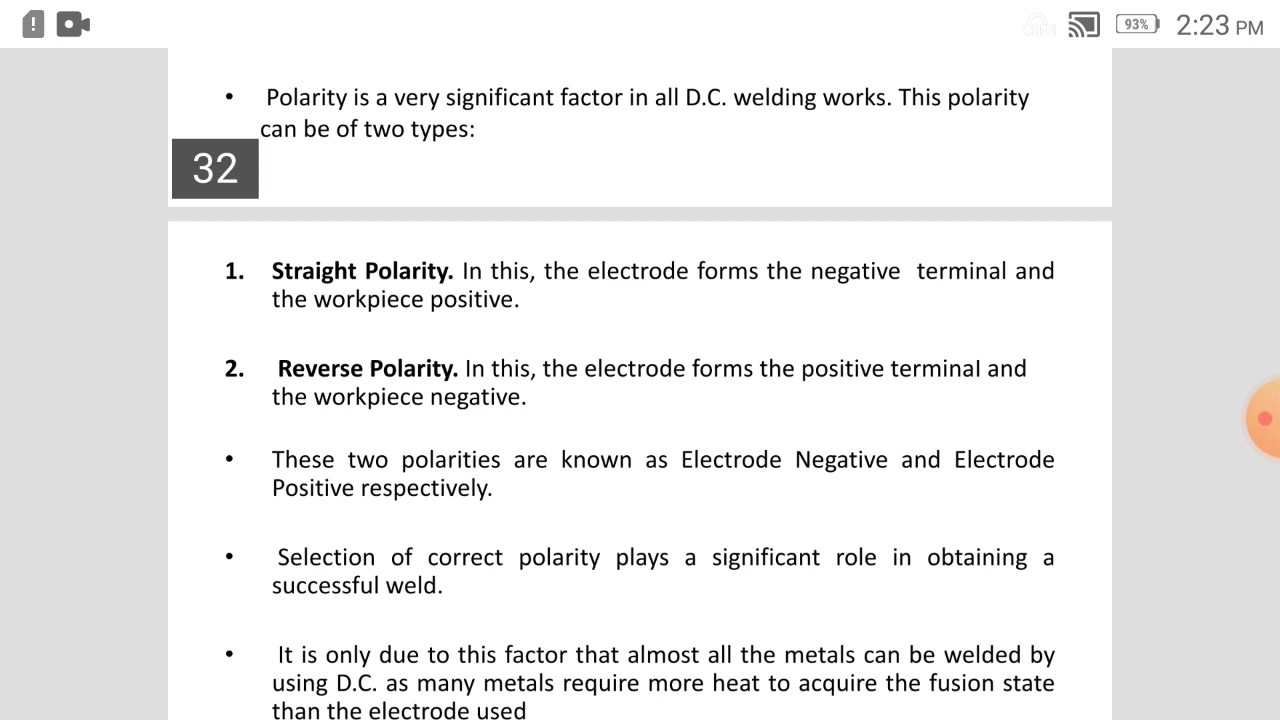 93% 2:23 PM
• Polarity is a very significant factor in all D.C. welding works. This polarity
can be of two types:
32
1. Straight Polarity. In this, the electrode forms the negative terminal and
the workpiece positive.
2. Reverse Polarity. In this, the electrode forms the positive terminal and
the workpiece negative.
• These two polarities are known as Electrode Negative and Electrode
Positive respectively.
• Selection of correct polarity plays a significant role in obtaining a
successful weld.
• It is only due to this factor that almost all the metals can be welded by
using D.C. as many metals require more heat to acquire the fusion state
than the electrode used